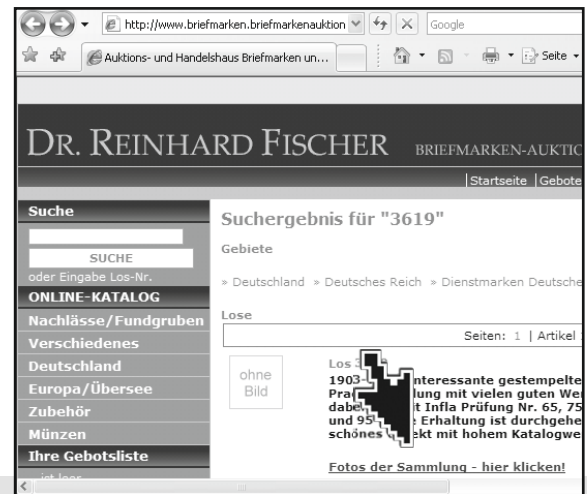 http://www.briefmarken.briefmarkenauktion
Google
Auktions- und Handelshaus Briefmarken un...
Seite
DR. REINHARD FISCHER
BRIEFMARKEN-AUKTIO
Startseite | Gebote
Suche
SUCHE
oder Eingabe Los-Nr.
ONLINE-KATALOG
Nachlässe/Fundgruben
Verschiedenes
Deutschland
Europa/Übersee
Zubehör
Münzen
Ihre Gebotsliste
Suchergebnis für "3619"
Gebiete
» Deutschland » Deutsches Reich » Dienstmarken Deutsche
Lose
Seiten: 1 | Artikel
ohne
Bild
Los 3
1903- nteressante gestempelte
Pra lung mit vielen guten We
dabe t Infla Prüfung Nr. 65, 75
und 95 Erhaltung ist durchgehe
schönes ekt mit hohem Katalogwe
Fotos der Sammlung - hier klicken!